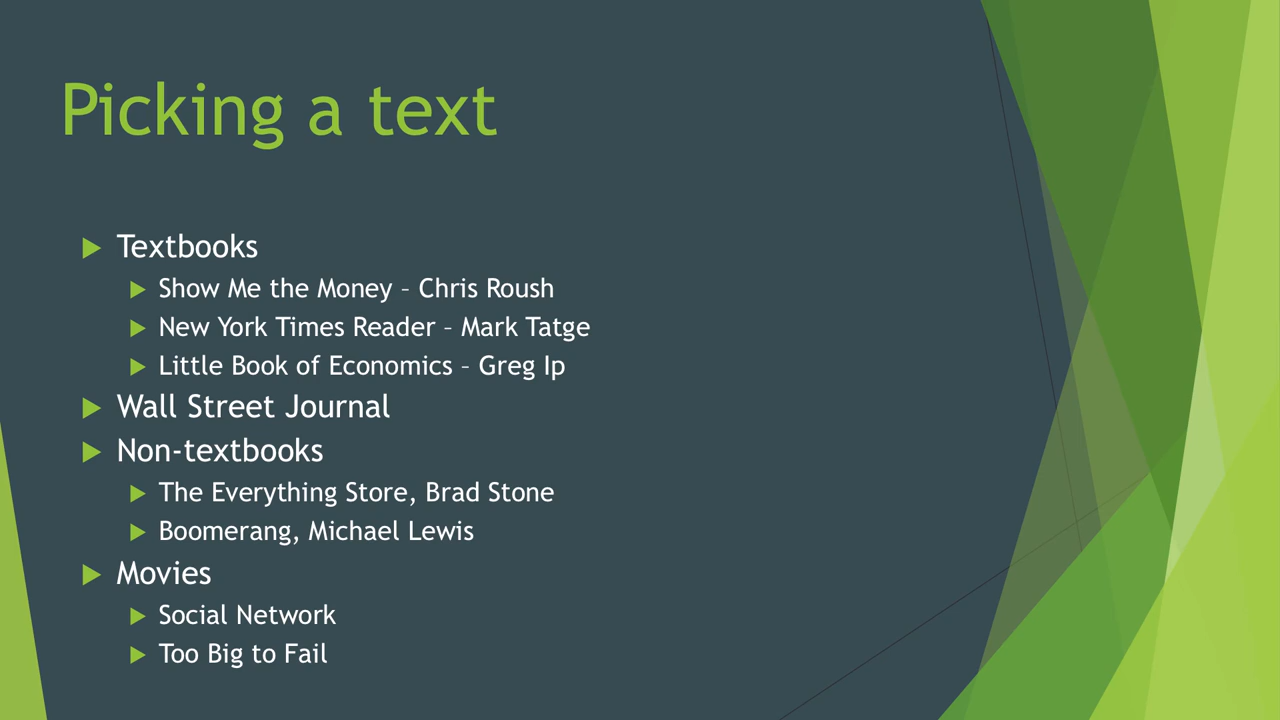 Picking a text
Textbooks
Show Me the Money – Chris Roush
New York Times Reader – Mark Tatge
Little Book of Economics – Greg Ip
Wall Street Journal
Non-textbooks
The Everything Store, Brad Stone
Boomerang, Michael Lewis
Movies
Social Network
Too Big to Fail